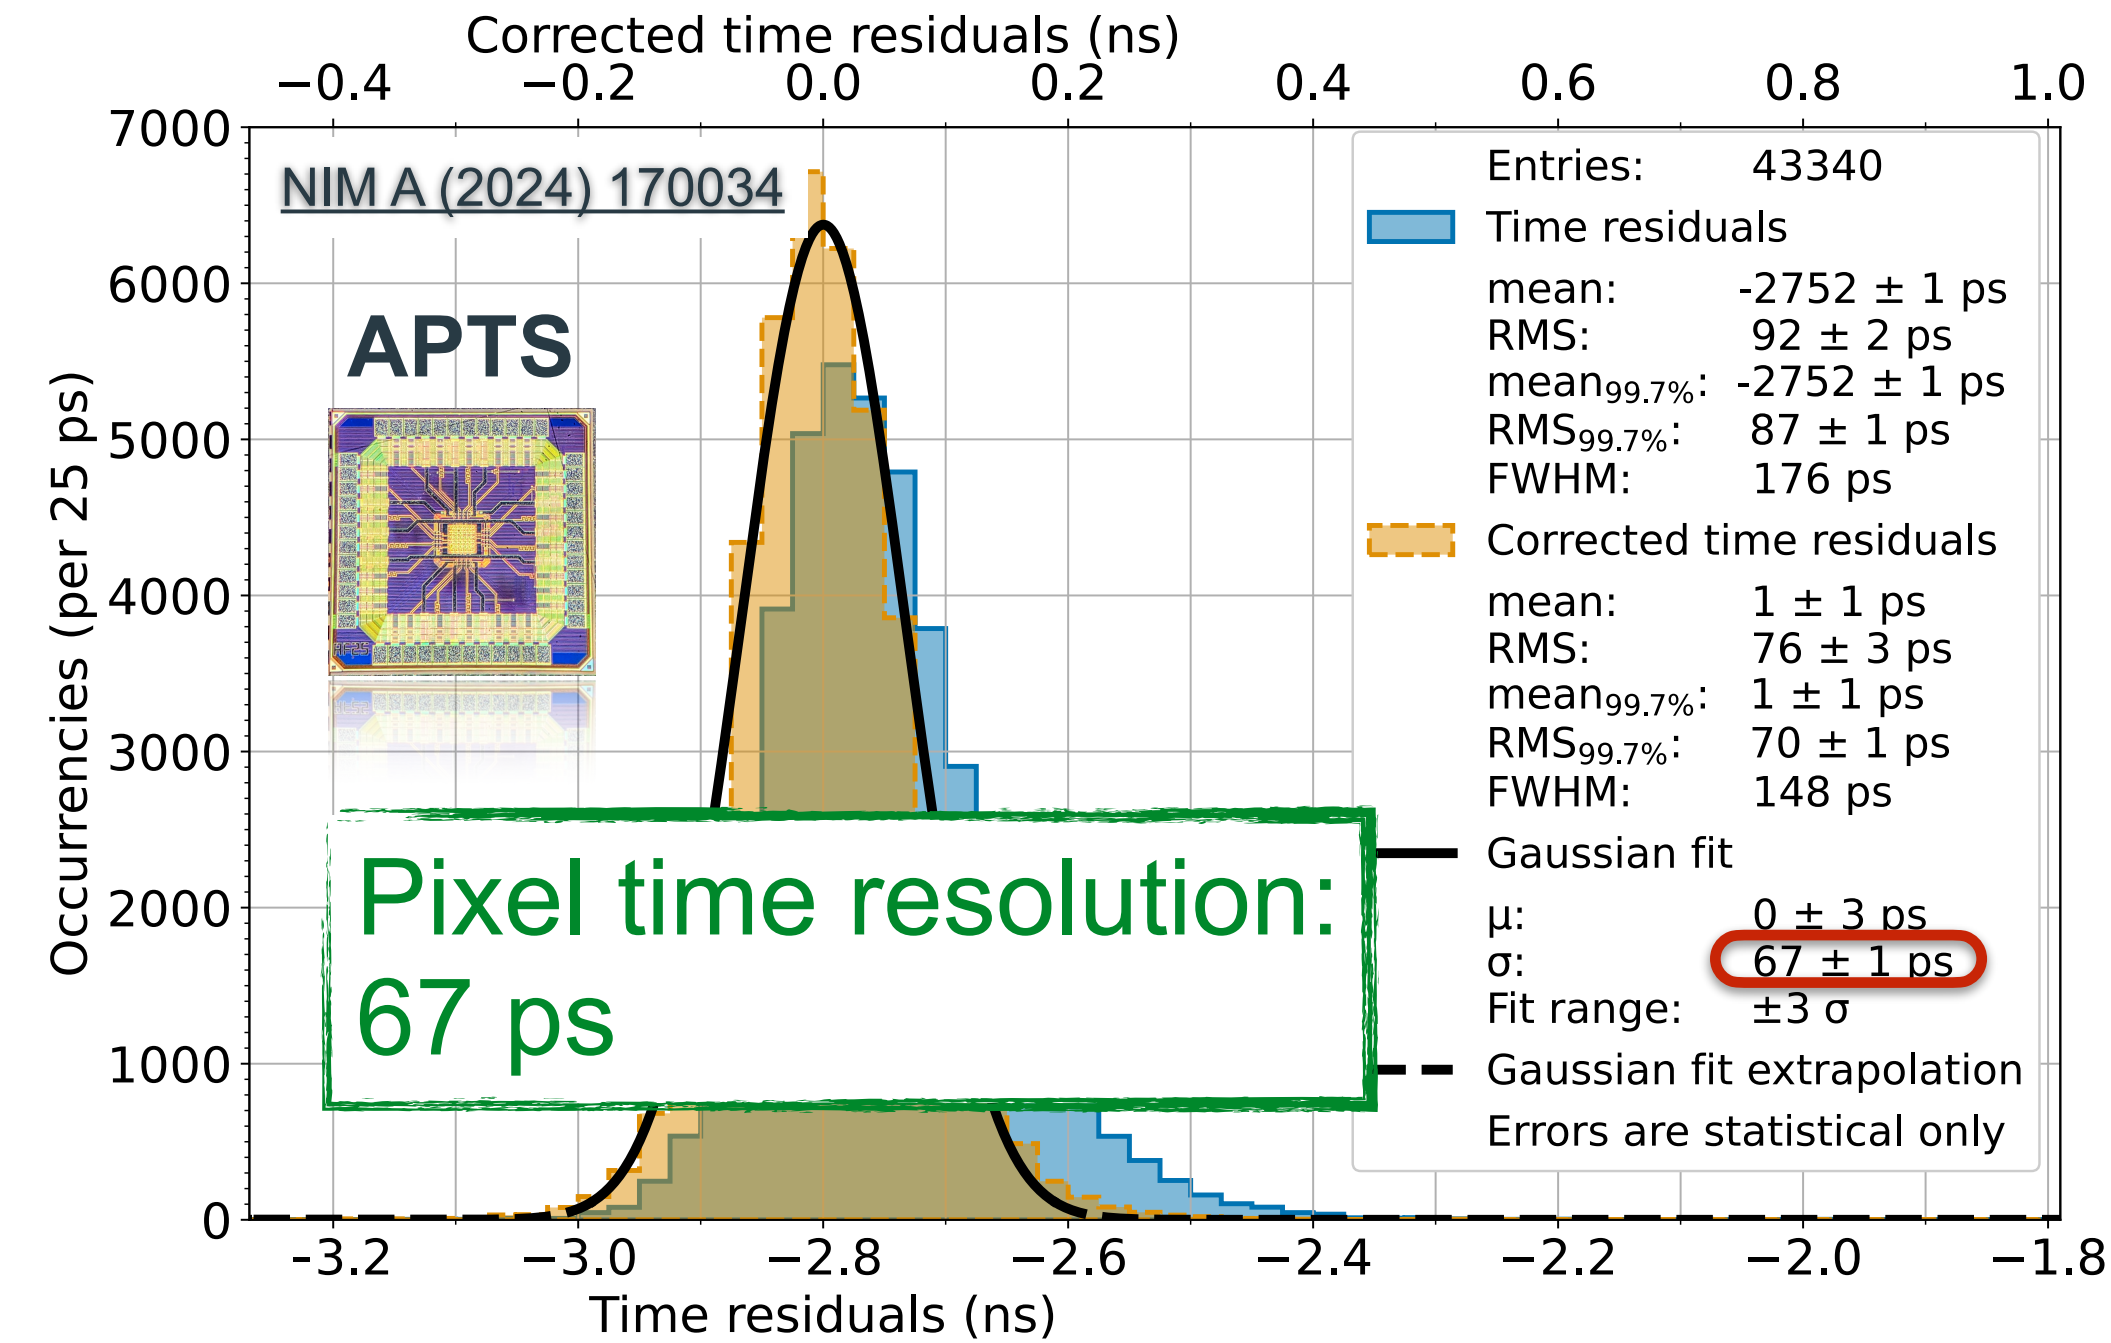 Corrected time residuals (ns)
−0.4 −0.2 0.0 0.2 0.4 0.6 0.8 1.0
7000
6000
5000
4000
3000
2000
1000
0
Occurrencies (per 25 ps)
NIM A (2024) 170034
APTS
AF25
Pixel time resolution:
67 ps
Entries: 43340
Time residuals
mean: -2752 ± 1 ps
RMS: 92 ± 2 ps
mean99.7%: -2752 ± 1 ps
RMS99.7%: 87 ± 1 ps
FWHM: 176 ps
Corrected time residuals
mean: 1 ± 1 ps
RMS: 76 ± 3 ps
mean99.7%: 1 ± 1 ps
RMS99.7%: 70 ± 1 ps
FWHM: 148 ps
Gaussian fit
μ: 0 ± 3 ps
σ: 67 ± 1 ps
Fit range: ±3 σ
Gaussian fit extrapolation
Errors are statistical only
-3.2 −3.0 −2.8 −2.6 −2.4 −2.2 −2.0 −1.8
Time residuals (ns)